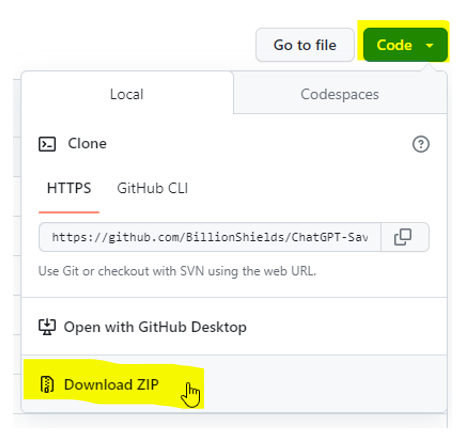 Go to file
Code
Local
Codespaces
Clone
HTTPS
GitHub CLI
https://github.com/BillionShields/ChatGPT-Sav
Use Git or checkout with SVN using the web URL.
Open with GitHub Desktop
Download ZIP